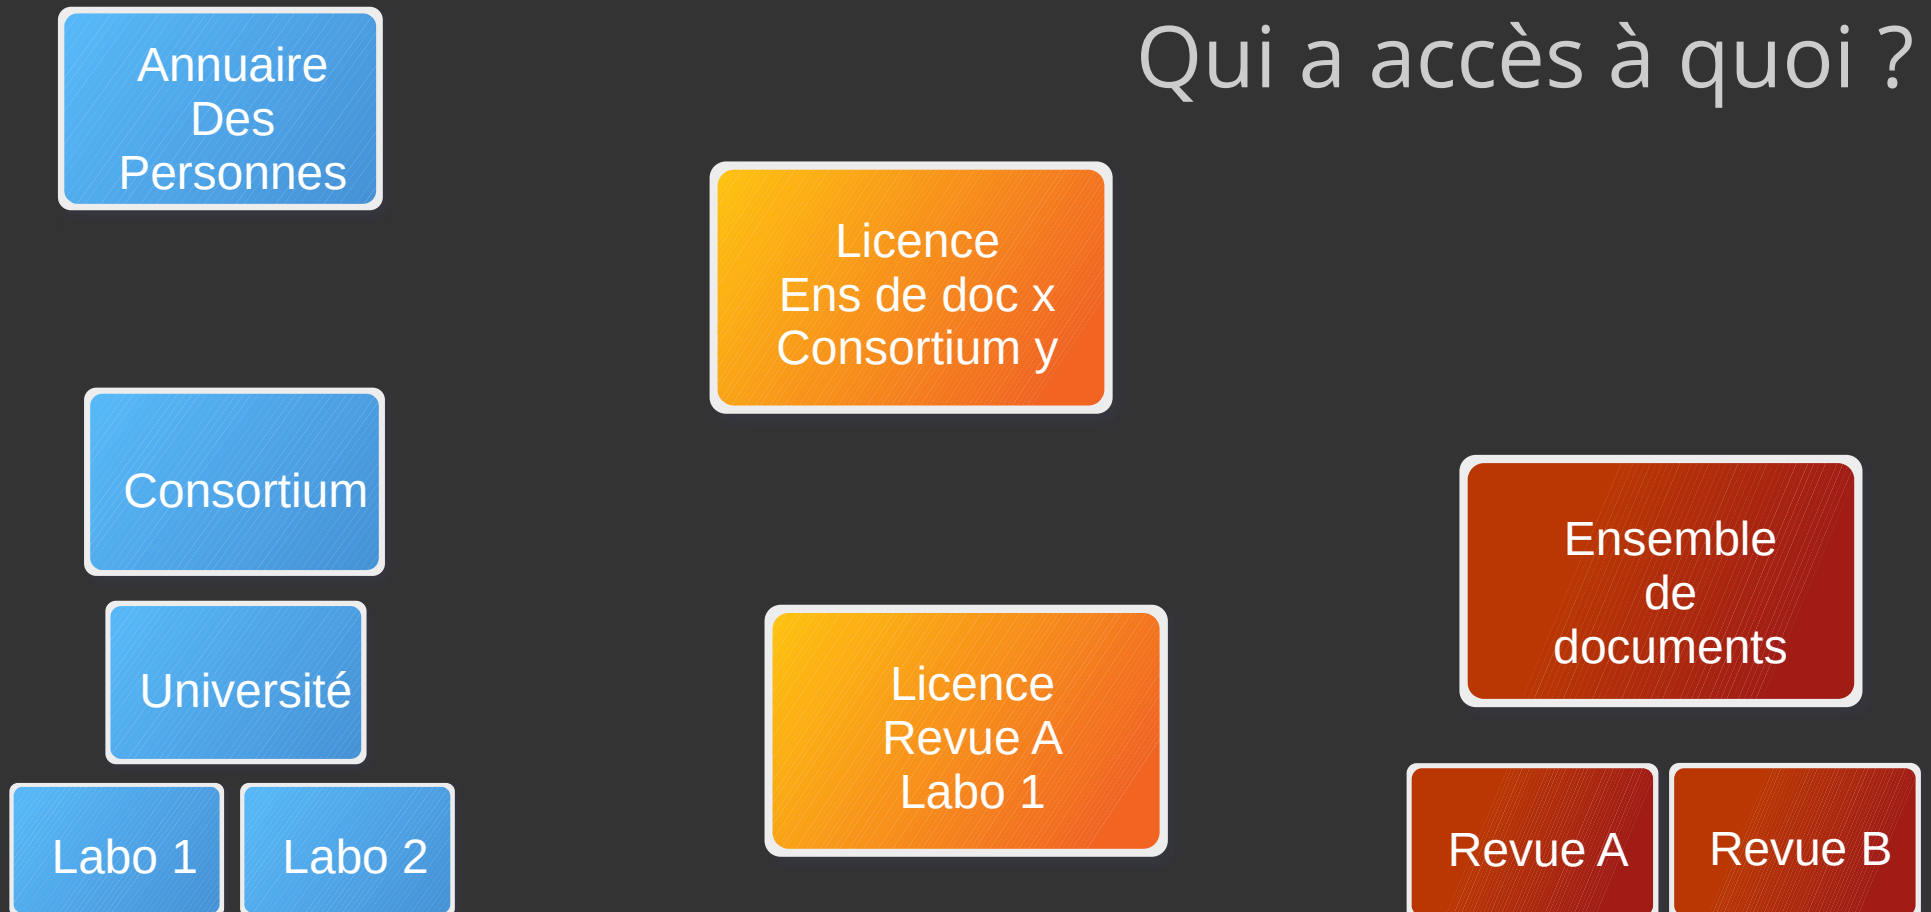 Qui a accès à quoi ?
Annuaire
Des
Personnes
Licence
Ens de doc x
Consortium y
Consortium
Ensemble
de
documents
Université
Licence
Revue A
Labo 1
Labo 1
Labo 2
Revue A
Revue B